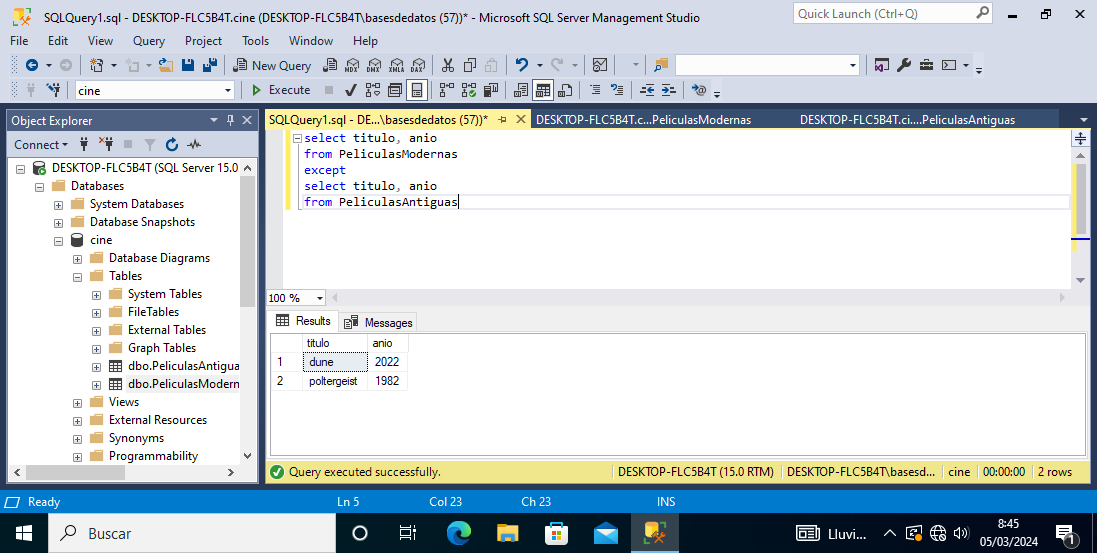 SQLQuery1.sql - DESKTOP-FLC5B4T.cine (DESKTOP-FLC5B4T\basesdedatos (57))* - Microsoft SQL Server Management Studio
Quick Launch (Ctrl+Q)
File Edit View Query Project Tools Window Help
New Query MDX DMX XMLA DAX
cine Execute
Object Explorer
SQLQuery1.sql - DE...\basesdedatos (57))* DESKTOP-FLC5B4T.c...PeliculasModernas DESKTOP-FLC5B4T.ci....PeliculasAntiguas
Connect
DESKTOP-FLC5B4T (SQL Server 15.0
Databases
System Databases
Database Snapshots
cine
Database Diagrams
Tables
System Tables
FileTables
External Tables
Graph Tables
dbo.PeliculasAntigua
dbo.PeliculasModern
Views
External Resources
Synonyms
Programmability
select titulo, anio
from PeliculasModernas
except
select titulo, anio
from PeliculasAntiguas
100 %
Results Messages
titulo anio
1 dune 2022
2 poltergeist 1982
Query executed successfully. DESKTOP-FLC5B4T (15.0 RTM) DESKTOP-FLC5B4T\basesd... cine 00:00:00 2 rows
Ready Ln 5 Col 23 Ch 23 INS
Buscar
Lluvi...
8:45
05/03/2024
1